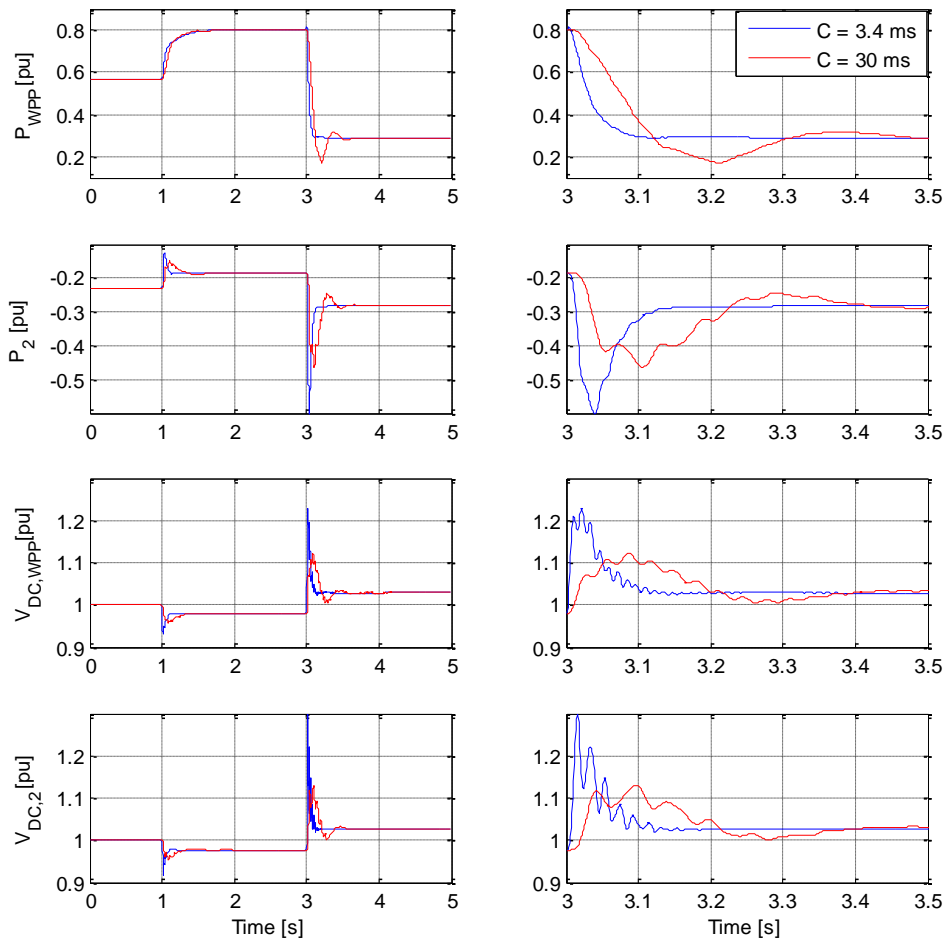 0.8
0.6
0.4
0.2
P_WPP [pu]
0 1 2 3 4 5
0.8
0.6
0.4
0.2
C = 3.4 ms
C = 30 ms
3 3.1 3.2 3.3 3.4 3.5
-0.2
-0.3
-0.4
-0.5
P_2 [pu]
0 1 2 3 4 5
-0.2
-0.3
-0.4
-0.5
3 3.1 3.2 3.3 3.4 3.5
1.2
1.1
1
0.9
V_DC,WPP [pu]
0 1 2 3 4 5
1.2
1.1
1
0.9
3 3.1 3.2 3.3 3.4 3.5
1.2
1.1
1
0.9
V_DC,2 [pu]
0 1 2 3 4 5
Time [s]
1.2
1.1
1
0.9
3 3.1 3.2 3.3 3.4 3.5
Time [s]